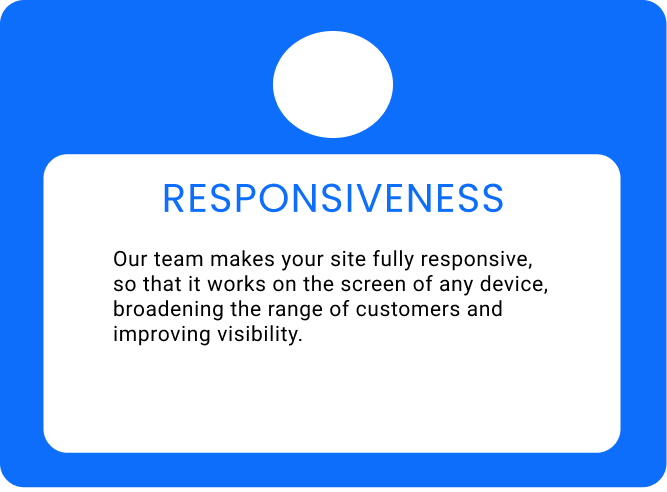 RESPONSIVENESS
Our team makes your site fully responsive,
so that it works on the screen of any device,
broadening the range of customers and
improving visibility.